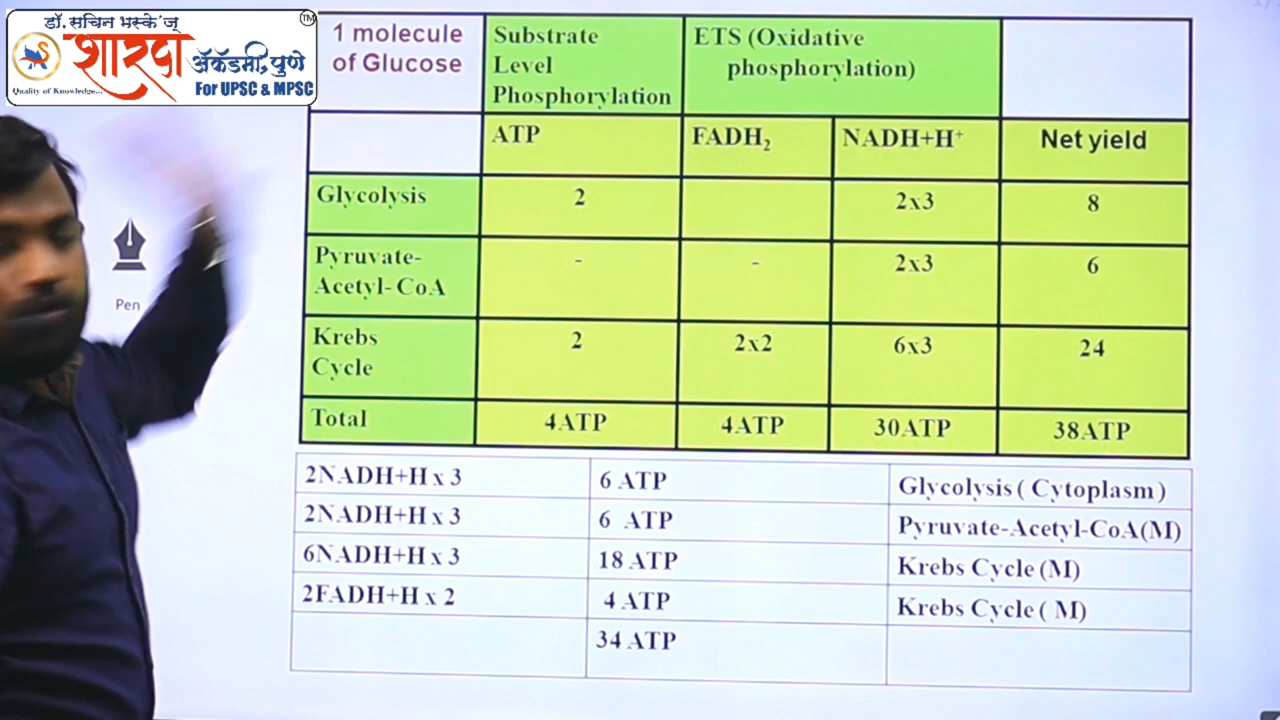 डॉ. सचिन भस्के'ज्
TM
शारदा
ॲकॅडमी, पुणे
Quality of Knowledge...
For UPSC & MPSC
Pen
1 molecule of Glucose
Substrate Level Phosphorylation
ETS (Oxidative phosphorylation)
ATP FADH₂ NADH+H⁺ Net yield
Glycolysis 2 2x3 8
Pyruvate-Acetyl- CoA - - 2x3 6
Krebs Cycle 2 2x2 6x3 24
Total 4ATP 4ATP 30ATP 38ATP
2NADH+H x 3 6 ATP Glycolysis ( Cytoplasm)
2NADH+H x 3 6 ATP Pyruvate-Acetyl-CoA(M)
6NADH+H x 3 18 ATP Krebs Cycle (M)
2FADH+H x 2 4 ATP Krebs Cycle ( M)
34 ATP